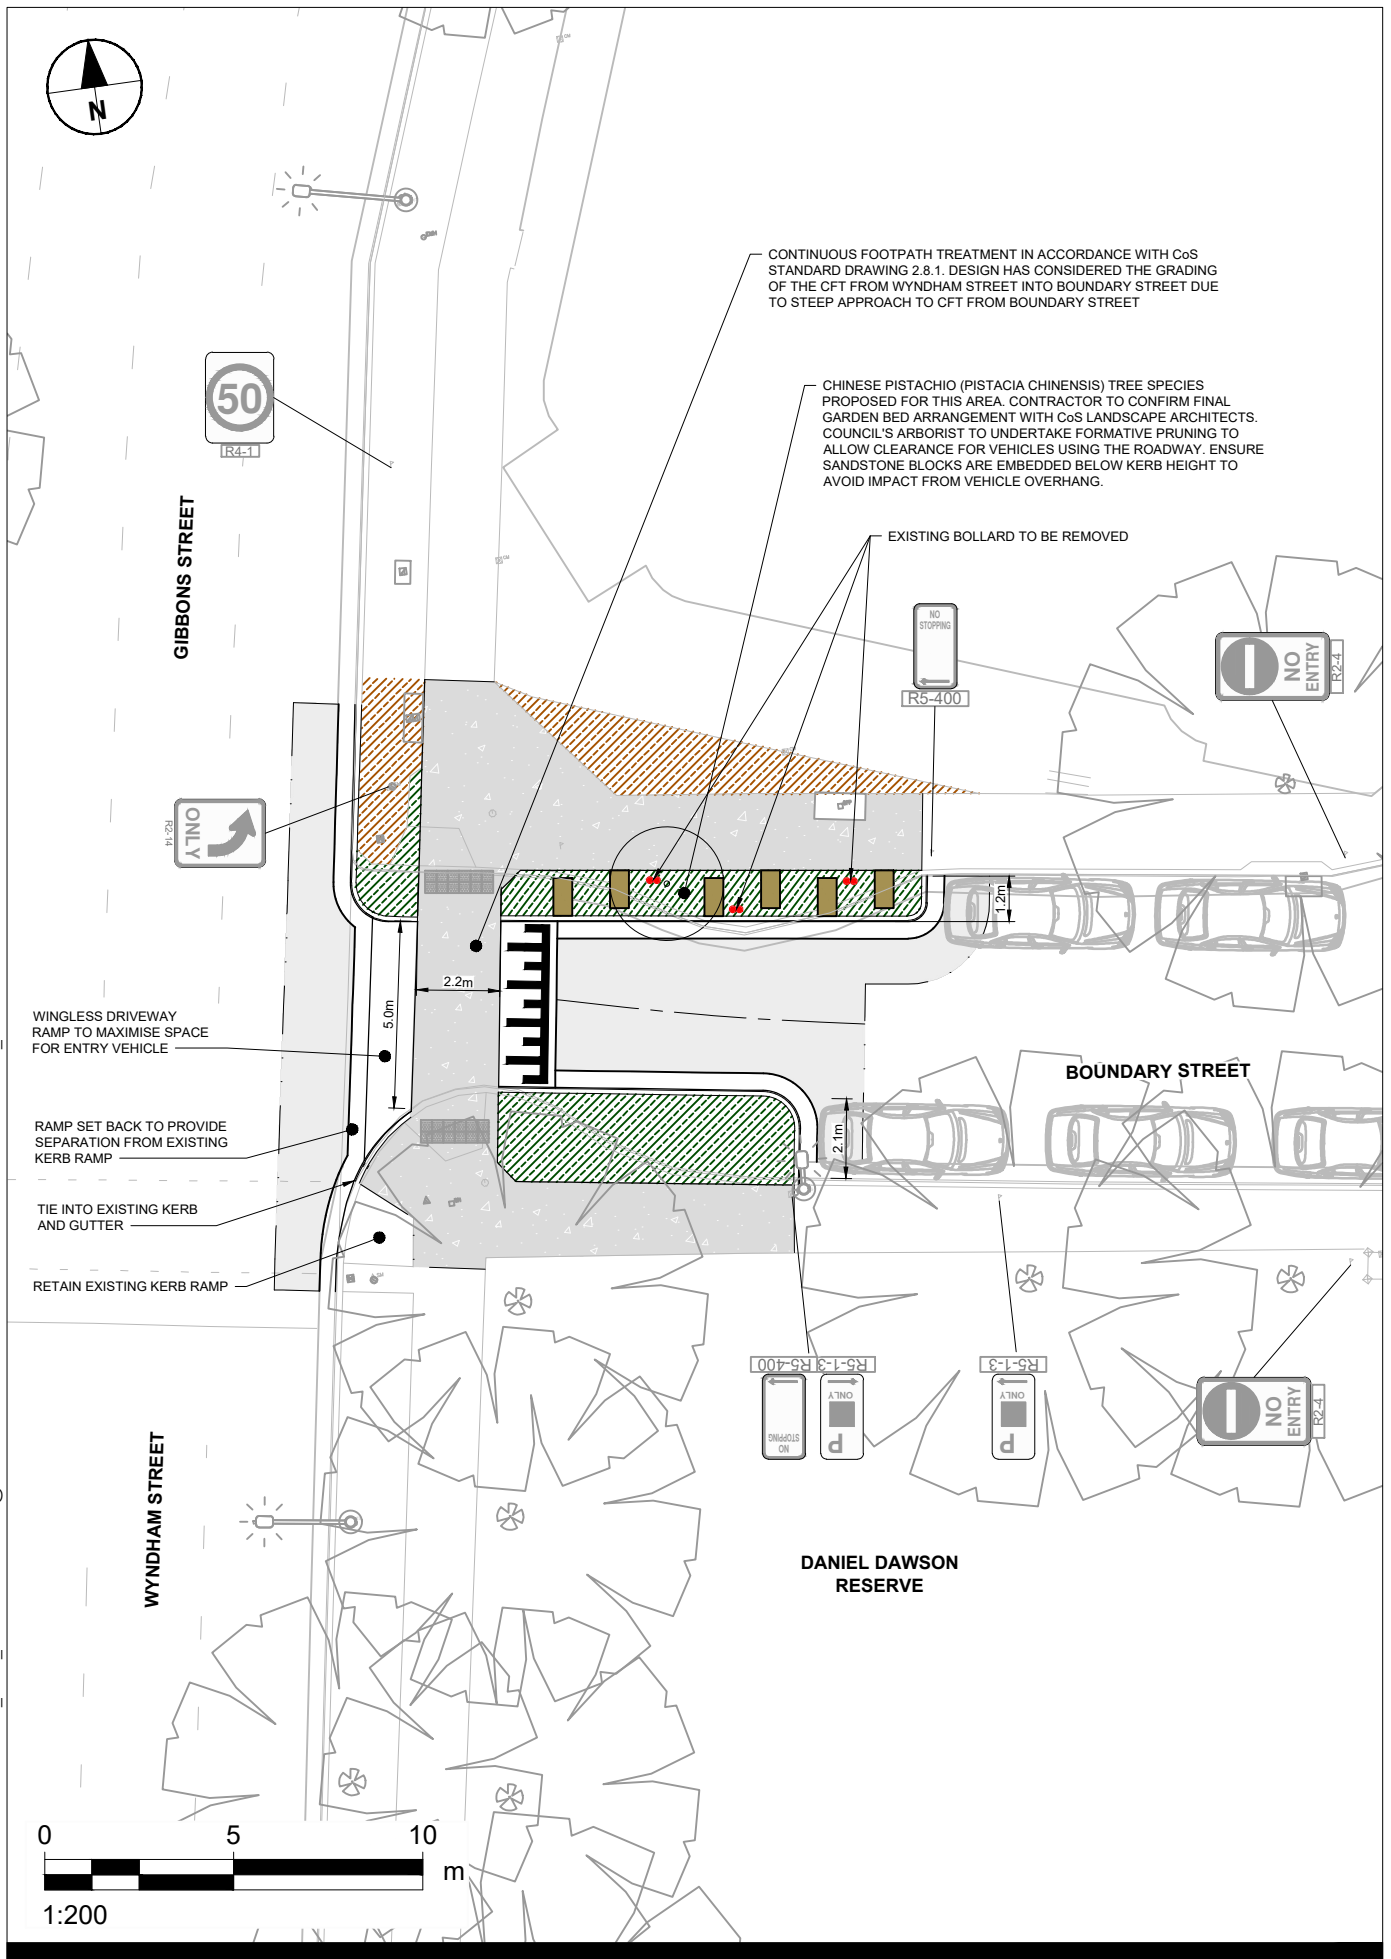 N
CONTINUOUS FOOTPATH TREATMENT IN ACCORDANCE WITH CoS
STANDARD DRAWING 2.8.1. DESIGN HAS CONSIDERED THE GRADING
OF THE CFT FROM WYNDHAM STREET INTO BOUNDARY STREET DUE
TO STEEP APPROACH TO CFT FROM BOUNDARY STREET
50
R4-1
CHINESE PISTACHIO (PISTACIA CHINENSIS) TREE SPECIES
PROPOSED FOR THIS AREA. CONTRACTOR TO CONFIRM FINAL
GARDEN BED ARRANGEMENT WITH CoS LANDSCAPE ARCHITECTS.
COUNCIL'S ARBORIST TO UNDERTAKE FORMATIVE PRUNING TO
ALLOW CLEARANCE FOR VEHICLES USING THE ROADWAY. ENSURE
SANDSTONE BLOCKS ARE EMBEDDED BELOW KERB HEIGHT TO
AVOID IMPACT FROM VEHICLE OVERHANG.
GIBBONS STREET
EXISTING BOLLARD TO BE REMOVED
NO
STOPPING
R5-400
NO
ENTRY
R2-4
ONLY
R2-14
1.2m
2.2m
5.0m
WINGLESS DRIVEWAY
RAMP TO MAXIMISE SPACE
FOR ENTRY VEHICLE
BOUNDARY STREET
RAMP SET BACK TO PROVIDE
SEPARATION FROM EXISTING
KERB RAMP
2.1m
TIE INTO EXISTING KERB
AND GUTTER
RETAIN EXISTING KERB RAMP
R5-400
R5-1-3
R5-1-3
NO
STOPPING
P
ONLY
P
ONLY
NO
ENTRY
R2-4
WYNDHAM STREET
DANIEL DAWSON
RESERVE
0 5 10
m
1:200